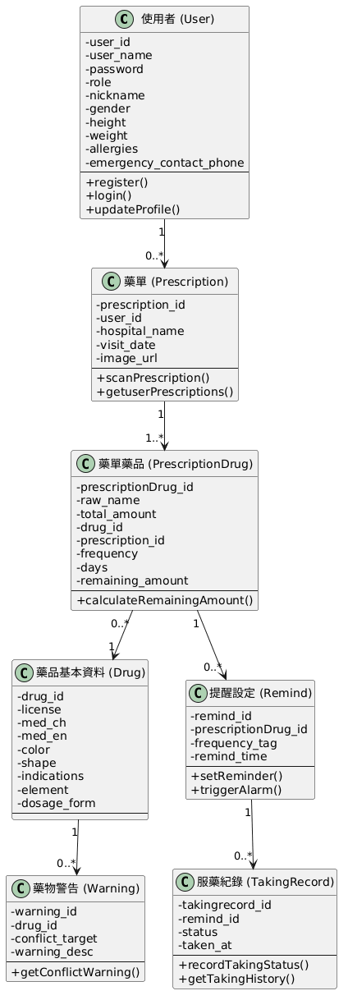 C 使用者 (User)
-user_id
-user_name
-password
-role
-nickname
-gender
-height
-weight
-allergies
-emergency_contact_phone
+register()
+login()
+updateProfile()
1
0..*
C 藥單 (Prescription)
-prescription_id
-user_id
-hospital_name
-visit_date
-image_url
+scanPrescription()
+getuserPrescriptions()
1
1..*
C 藥單藥品 (PrescriptionDrug)
-prescriptionDrug_id
-raw_name
-total_amount
-drug_id
-prescription_id
-frequency
-days
-remaining_amount
+calculateRemainingAmount()
0..*
1
1
0..*
C 藥品基本資料 (Drug)
-drug_id
-license
-med_ch
-med_en
-color
-shape
-indications
-element
-dosage_form
C 提醒設定 (Remind)
-remind_id
-prescriptionDrug_id
-frequency_tag
-remind_time
+setReminder()
+triggerAlarm()
1
0..*
1
0..*
C 藥物警告 (Warning)
-warning_id
-drug_id
-conflict_target
-warning_desc
+getConflictWarning()
C 服藥紀錄 (TakingRecord)
-takingrecord_id
-remind_id
-status
-taken_at
+recordTakingStatus()
+getTakingHistory()